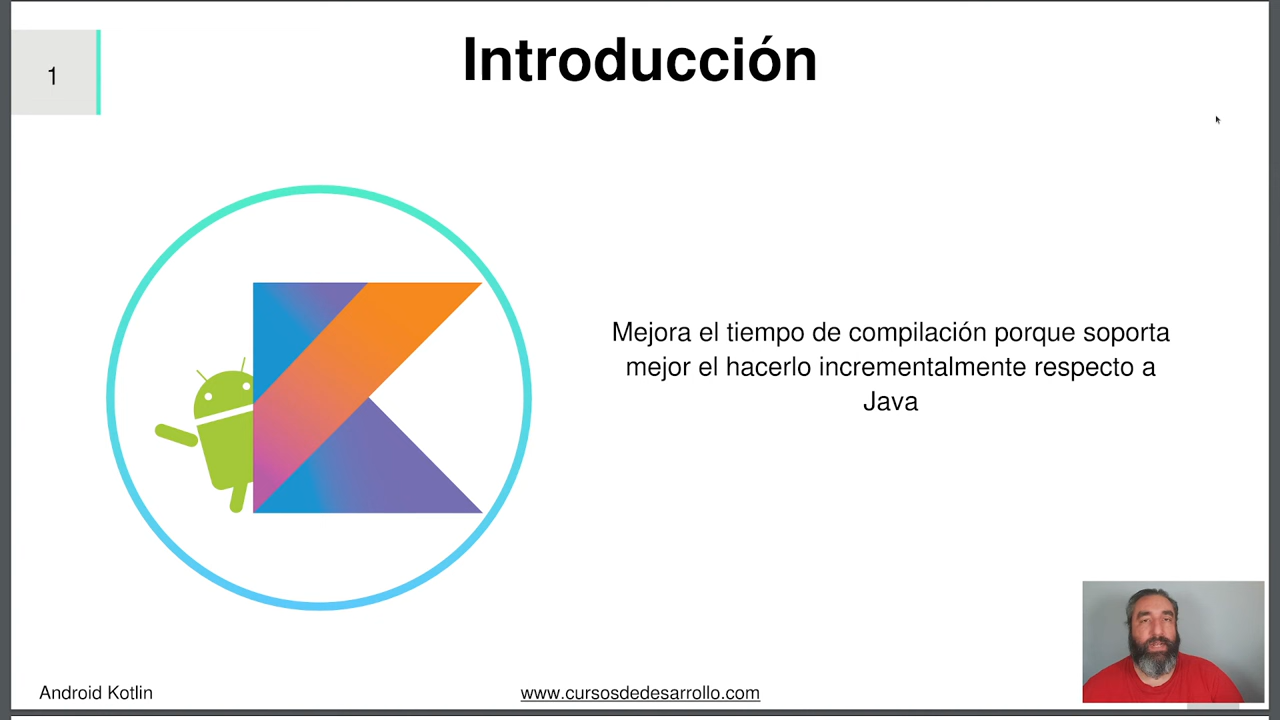 1
Introducción
Mejora el tiempo de compilación porque soporta
mejor el hacerlo incrementalmente respecto a
Java
Android Kotlin
www.cursosdedesarrollo.com